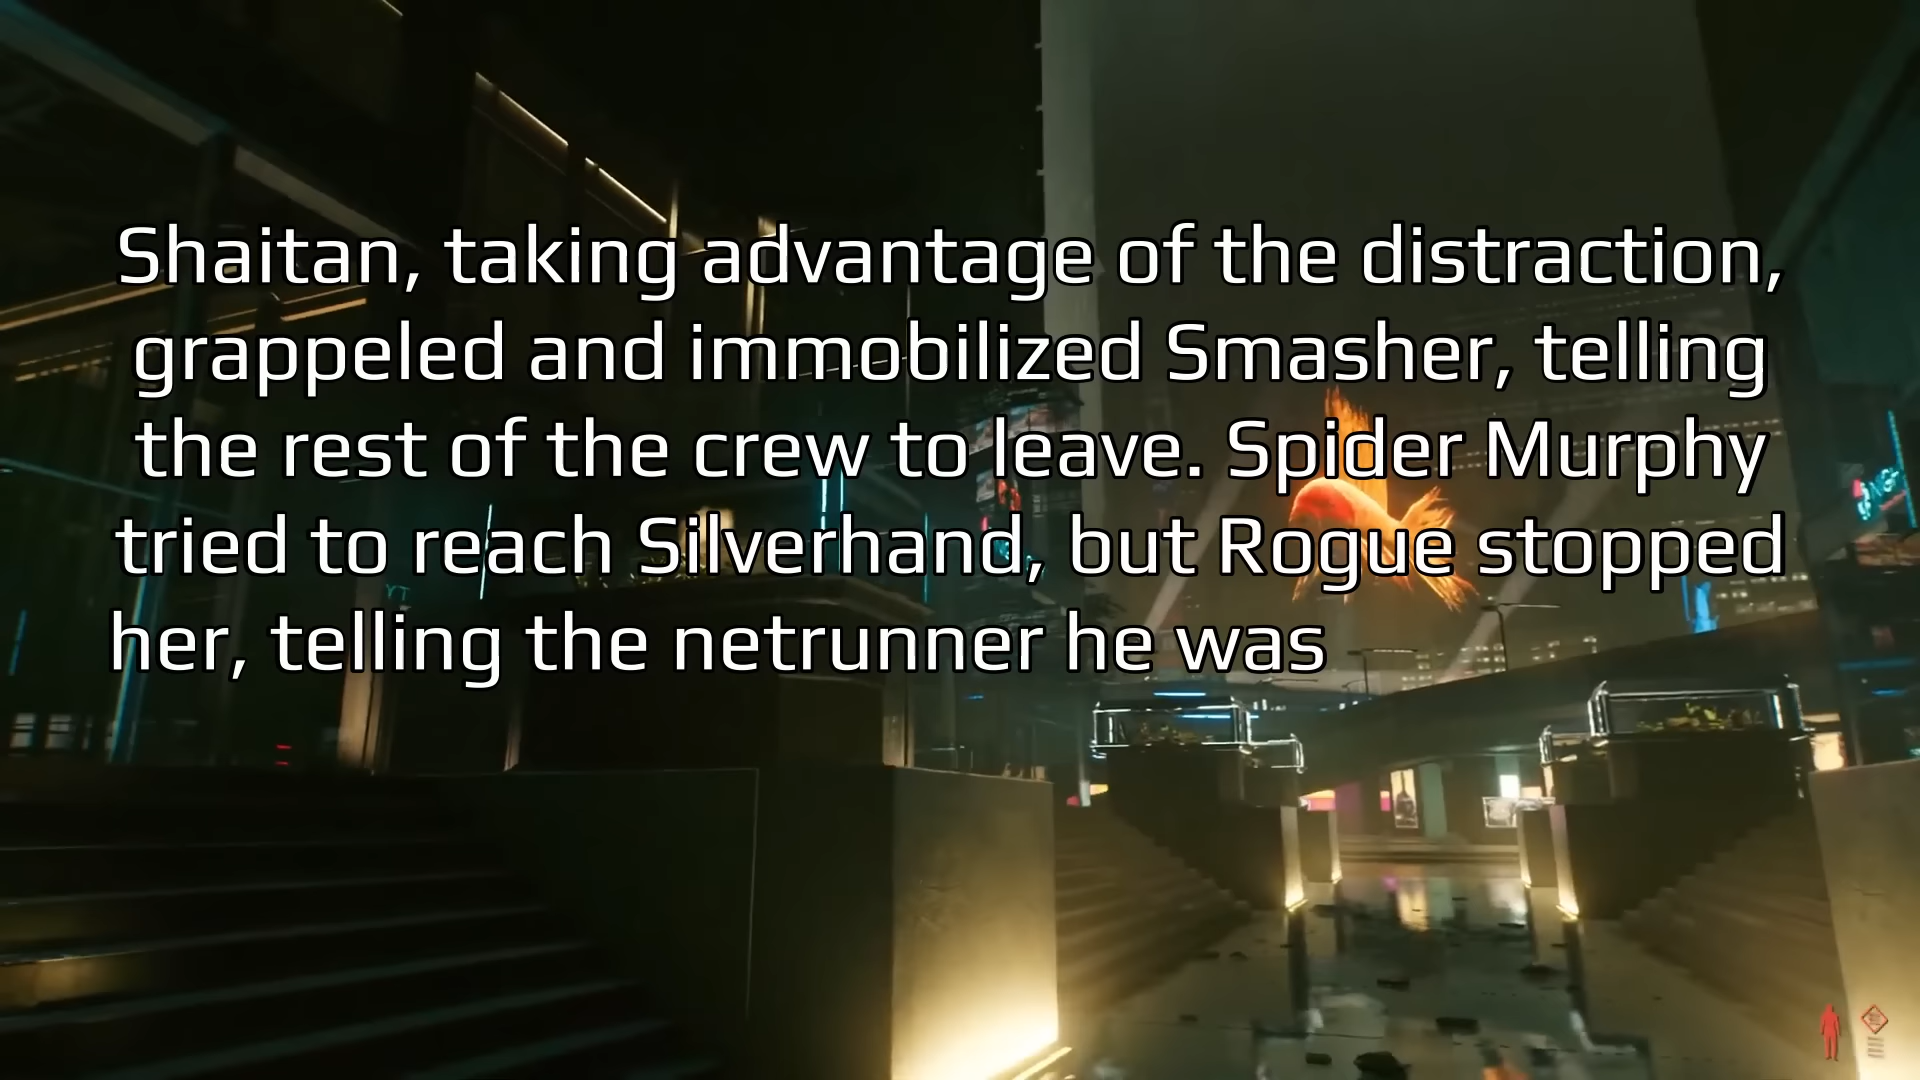 Shaitan, taking advantage of the distraction,
grappeled and immobilized Smasher, telling
the rest of the crew to leave. Spider Murphy
tried to reach Silverhand, but Rogue stopped
her, telling the netrunner he was